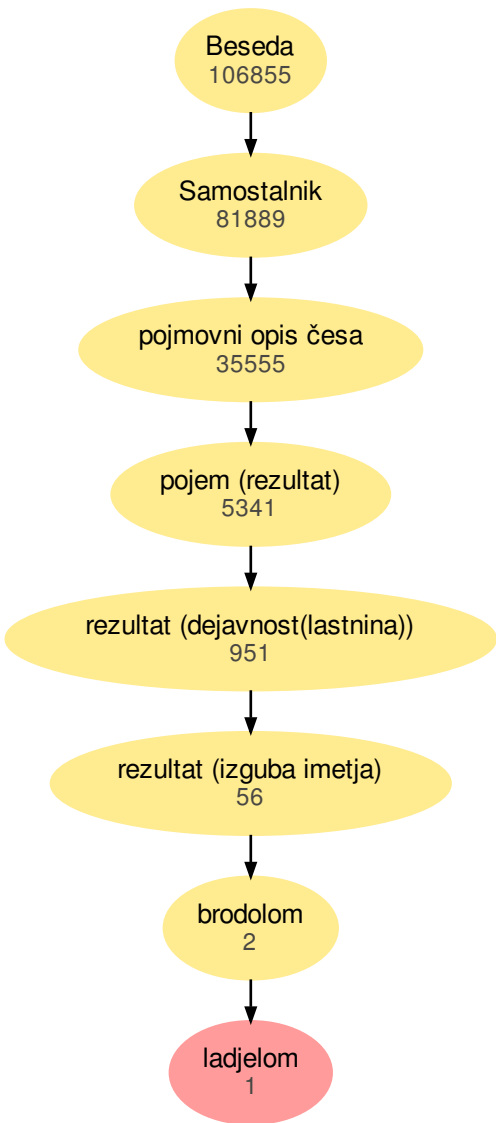 Beseda
106855
Samostalnik
81889
pojmovni opis česa
35555
pojem (rezultat)
5341
rezultat (dejavnost(lastnina))
951
rezultat (izguba imetja)
56
brodolom
2
ladjelom
1